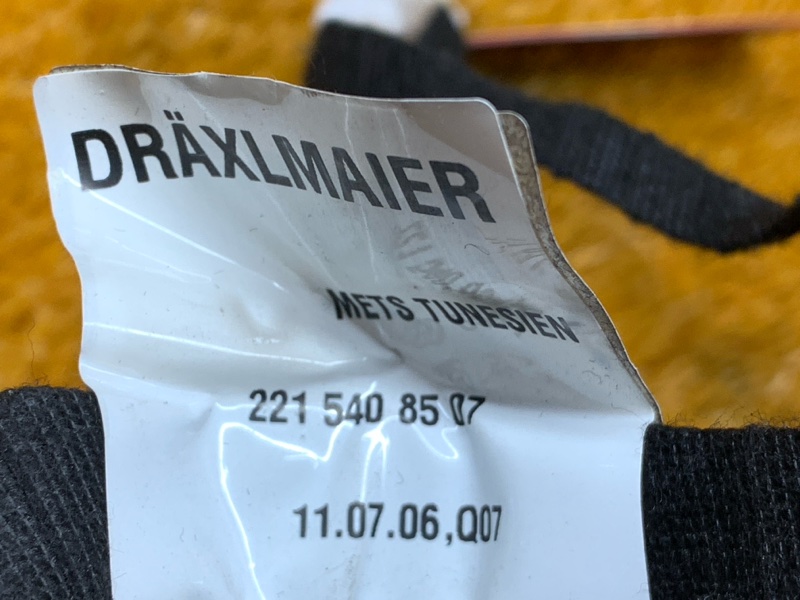 DRÄXLMAIER
METS TUNESIEN
221 540 85 07
11.07.06,Q07